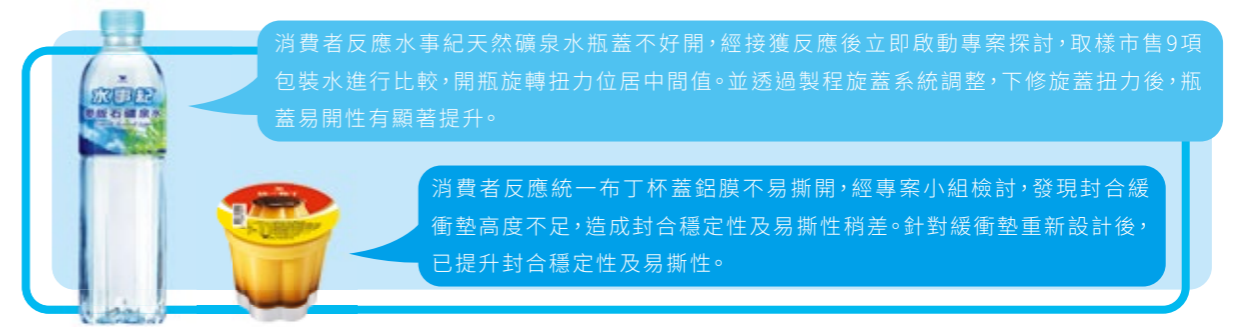 消費者反應水事紀天然礦泉水瓶蓋不好開,經接獲反應後立即啟動專案探討,取樣市售9項
包裝水進行比較,開瓶旋轉扭力位居中間值。並透過製程旋蓋系統調整,下修旋蓋扭力後,瓶
蓋易開性有顯著提升。
水事紀
消費者反應統一布丁杯蓋鋁膜不易撕開,經專案小組檢討,發現封合緩
衝墊高度不足,造成封合穩定性及易撕性稍差。針對緩衝墊重新設計後,
已提升封合穩定性及易撕性。